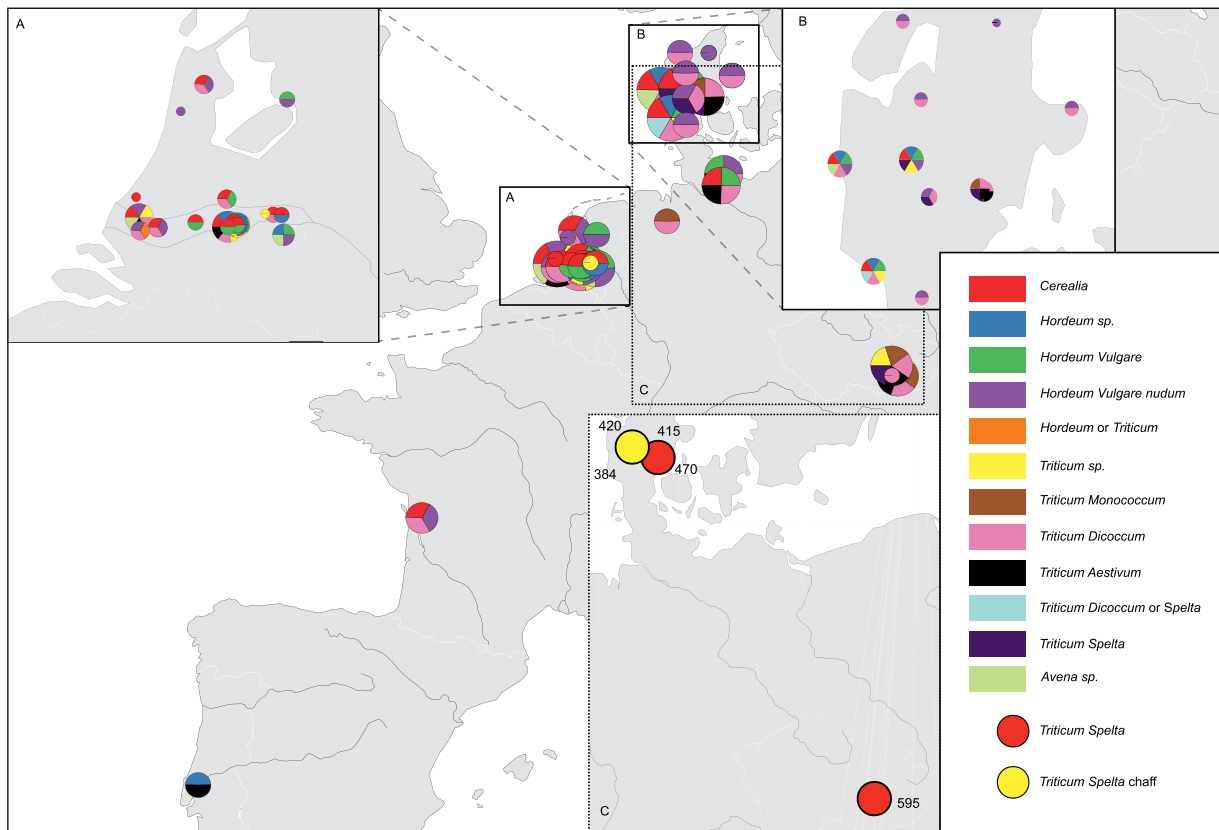 A
B
B
A
C
420
415
384
470
595
C
Cerealia
Hordeum sp.
Hordeum Vulgare
Hordeum Vulgare nudum
Hordeum or Triticum
Triticum sp.
Triticum Monococcum
Triticum Dicoccum
Triticum Aestivum
Triticum Dicoccum or Spelta
Triticum Spelta
Avena sp.
Triticum Spelta
Triticum Spelta chaff